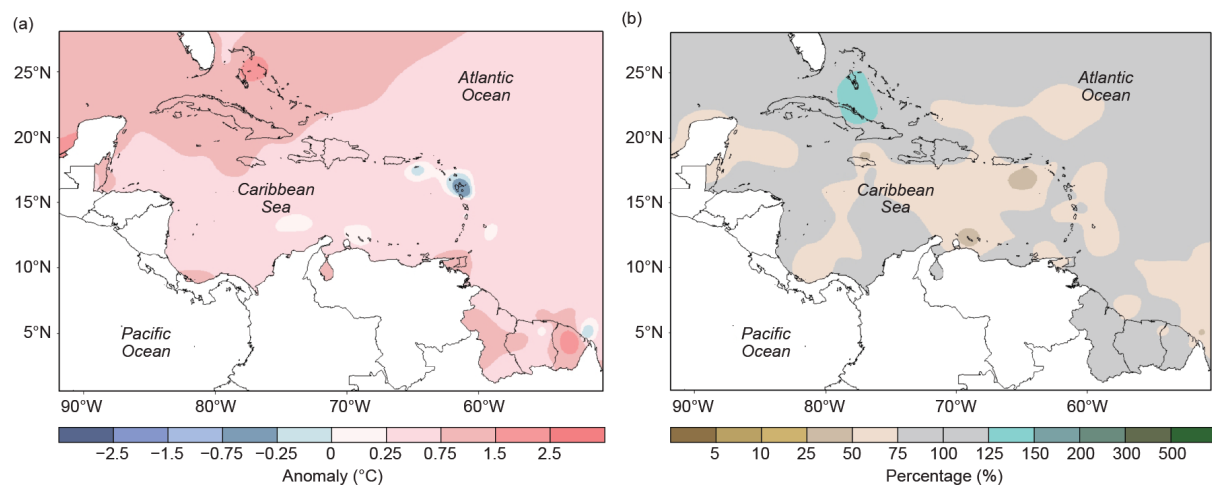 (a)
(b)
25°N
20°N
15°N
10°N
5°N
Atlantic
Ocean
Caribbean
Sea
Pacific
Ocean
90°W 80°W 70°W 60°W
−2.5 −1.5 −0.75 −0.25 0 0.25 0.75 1.5 2.5
Anomaly (°C)
25°N
20°N
15°N
10°N
5°N
Atlantic
Ocean
Caribbean
Sea
Pacific
Ocean
90°W 80°W 70°W 60°W
5 10 25 50 75 100 125 150 200 300 500
Percentage (%)